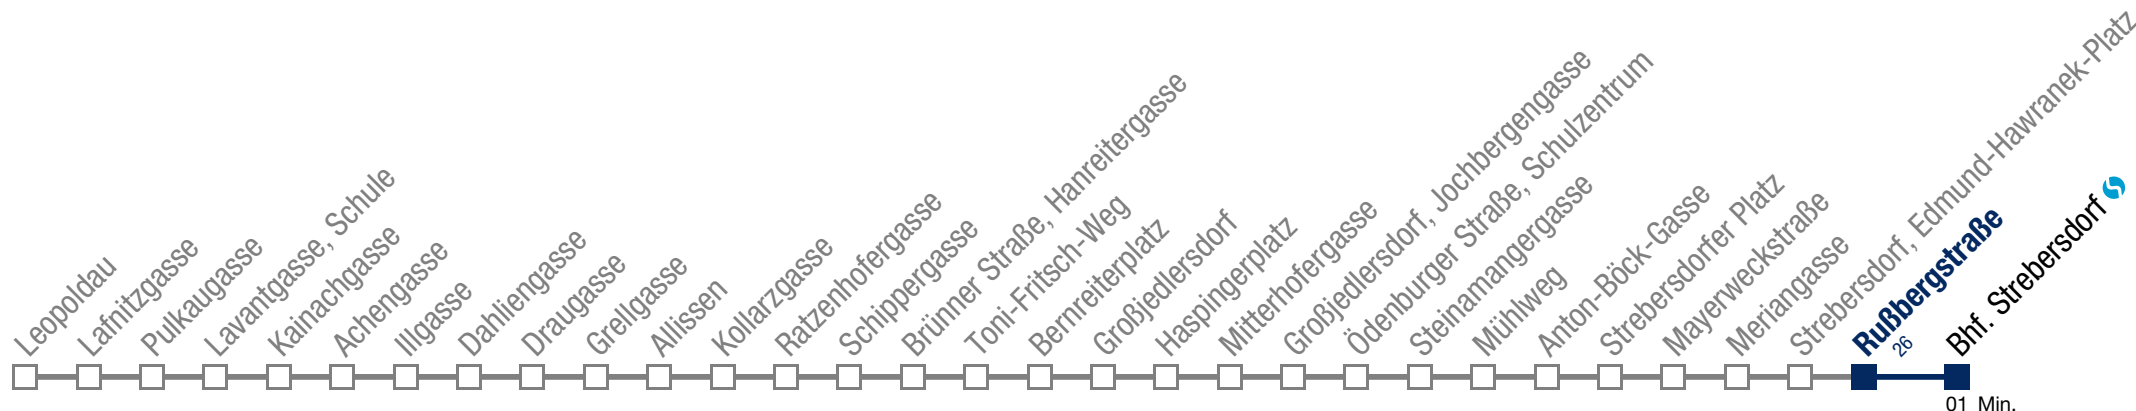 Leopoldau
Lafnitzgasse
Pulkaugasse
Lavantgasse, Schule
Kainachgasse
Achengasse
Illgasse
Dahliengasse
Draugasse
Grellgasse
Allissen
Kollarzgasse
Ratzenhofergasse
Schippergasse
Brünner Straße, Hanreitergasse
Toni-Fritsch-Weg
Bernreiterplatz
Großjedlersdorf
Haspingerplatz
Mitterhofergasse
Großjedlersdorf, Jochbergengasse
Ödenburger Straße, Schulzentrum
Steinamangergasse
Mühlweg
Anton-Böck-Gasse
Strebersdorfer Platz
Mayerweckstraße
Meriangasse
Strebersdorf, Edmund-Hawranek-Platz
Rußbergstraße
26
Bhf. Strebersdorf
01 Min.